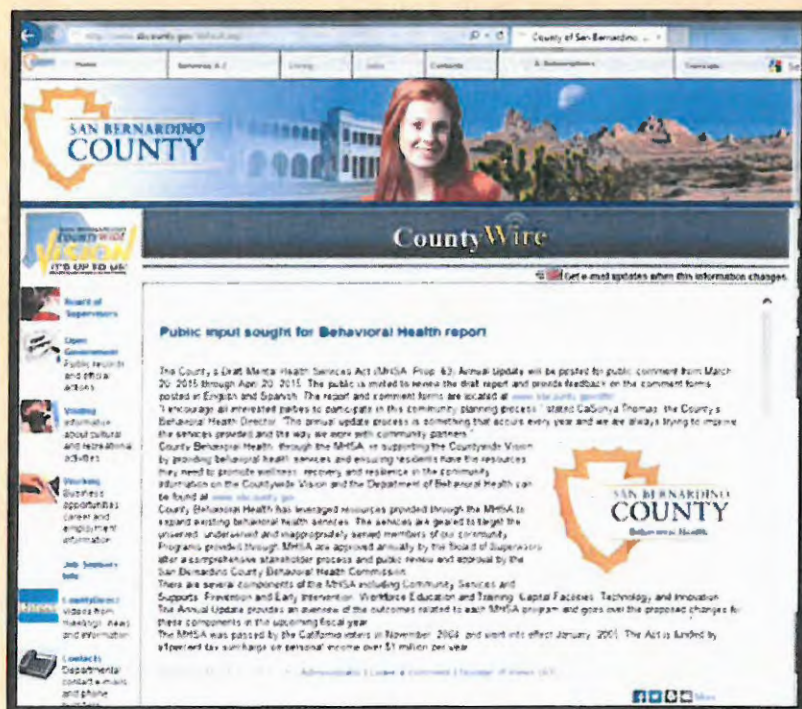 County of San Bernardino ...
Home
Services A-Z
Living
Jobs
Contacts
Subscriptions
SAN BERNARDINO
COUNTY
SAN BERNARDINO
COUNTYWIDE
VISION
IT'S UP TO US!
CountyWire
Get e-mail updates when this information changes.
Board of
Supervisors
Open
Government
Public records
and official
actions
Visiting
Information
about cultural
and recreational
activities
Working
Business
opportunities
career and
employment
information
Contacts
Departmental
contact e-mails
and phone
Videos from
meetings, news
and information
Public input sought for Behavioral Health report
The County's Draft Mental Health Services Act (MHSA, Prop. 63) Annual Update will be posted for public comment from March
20, 2015 through April 20, 2015. The public is invited to review the draft report and provide feedback on the comment forms
posted in English and Spanish. The report and comment forms are located at
"I encourage all interested parties to participate in this community planning process," stated CaSonya Thomas, the County's
Behavioral Health Director. "The annual update process is something that occurs every year and we are always trying to improve
the services provided and the way we work with community partners."
County Behavioral Health, through the MHSA, is supporting the Countywide Vision
by providing behavioral health services and ensuring residents have the resources
they need to promote wellness, recovery and resilience in the community.
Information on the Countywide Vision and the Department of Behavioral Health can
be found at
County Behavioral Health has leveraged resources provided through the MHSA to
expand existing behavioral health services. The services are geared to target the
unserved, underserved and inappropriately served members of our community.
Programs provided through MHSA are approved annually by the Board of Supervisors
after a comprehensive stakeholder process and public review and approval by the
San Bernardino County Behavioral Health Commission.
There are several components of the MHSA including Community Services and
Supports, Prevention and Early Intervention, Workforce Education and Training, Capital Facilities, Technology and Innovation.
The Annual Update provides an overview of the outcomes related to each MHSA program and goes over the proposed changes for
these components in the upcoming fiscal year.
The MHSA was passed by the California voters in November, 2004, and went into effect January, 2005. The Act is funded by
a 1 percent tax surcharge on personal income over $1 million per year.
Administrator | Leave a comment | Number of views
SAN BERNARDINO
COUNTY
Behavioral Health
More